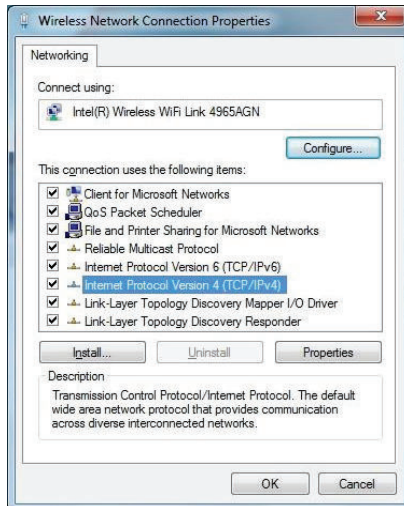 Wireless Network Connection Properties
Networking
Connect using:
Intel(R) Wireless WiFi Link 4965AGN
Configure...
This connection uses the following items:
Client for Microsoft Networks
QoS Packet Scheduler
File and Printer Sharing for Microsoft Networks
Reliable Multicast Protocol
Internet Protocol Version 6 (TCP/IPv6)
Internet Protocol Version 4 (TCP/IPv4)
Link-Layer Topology Discovery Mapper I/O Driver
Link-Layer Topology Discovery Responder
Install... Uninstall Properties
Description
Transmission Control Protocol/Internet Protocol. The default
wide area network protocol that provides communication
across diverse interconnected networks.
OK Cancel